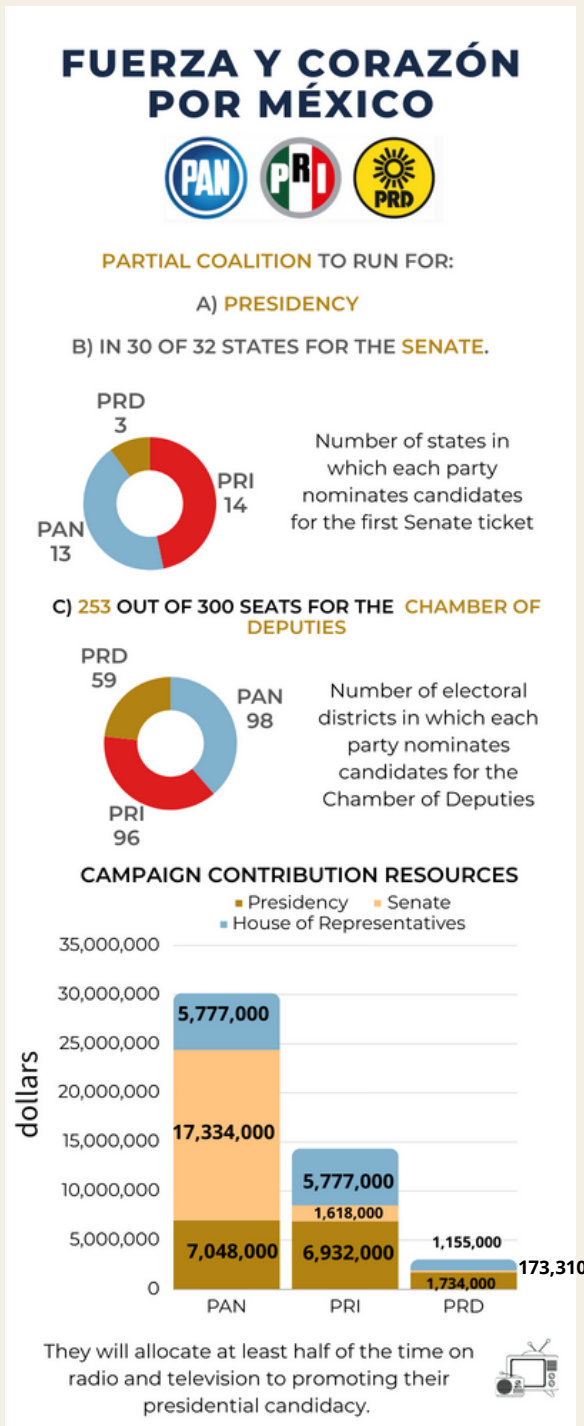 FUERZA Y CORAZÓN
POR MÉXICO
PAN
PRI
PRD
PARTIAL COALITION TO RUN FOR:
A) PRESIDENCY
B) IN 30 OF 32 STATES FOR THE SENATE.
PRD
3
PRI
14
PAN
13
Number of states in
which each party
nominates candidates
for the first Senate ticket
C) 253 OUT OF 300 SEATS FOR THE CHAMBER OF
DEPUTIES
PRD
59
PAN
98
PRI
96
Number of electoral
districts in which each
party nominates
candidates for the
Chamber of Deputies
CAMPAIGN CONTRIBUTION RESOURCES
Presidency Senate
House of Representatives
dollars
35,000,000
30,000,000
25,000,000
20,000,000
15,000,000
10,000,000
5,000,000
0
5,777,000
17,334,000
7,048,000
5,777,000
1,618,000
6,932,000
1,155,000
173,310
1,734,000
PAN PRI PRD
They will allocate at least half of the time on
radio and television to promoting their
presidential candidacy.